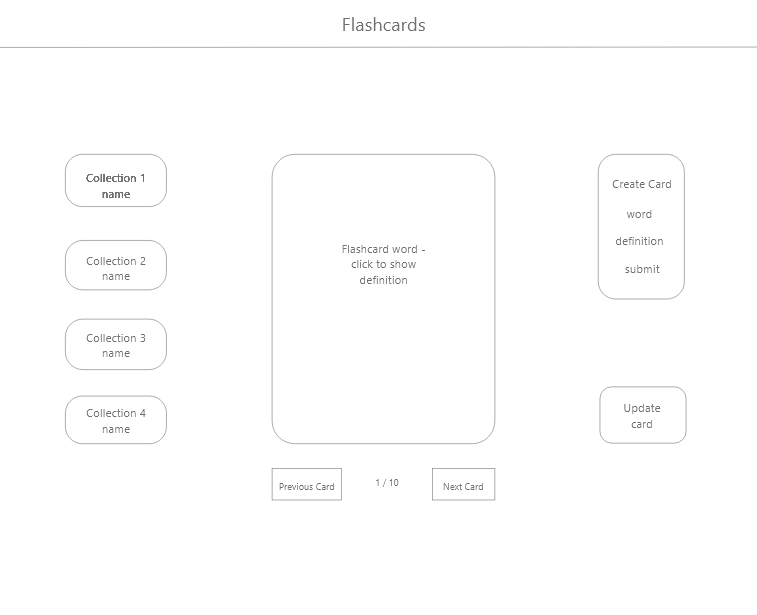 Flashcards
Collection 1
name
Collection 2
name
Collection 3
name
Collection 4
name
Flashcard word -
click to show
definition
Previous Card
1 / 10
Next Card
Create Card
word
definition
submit
Update
card